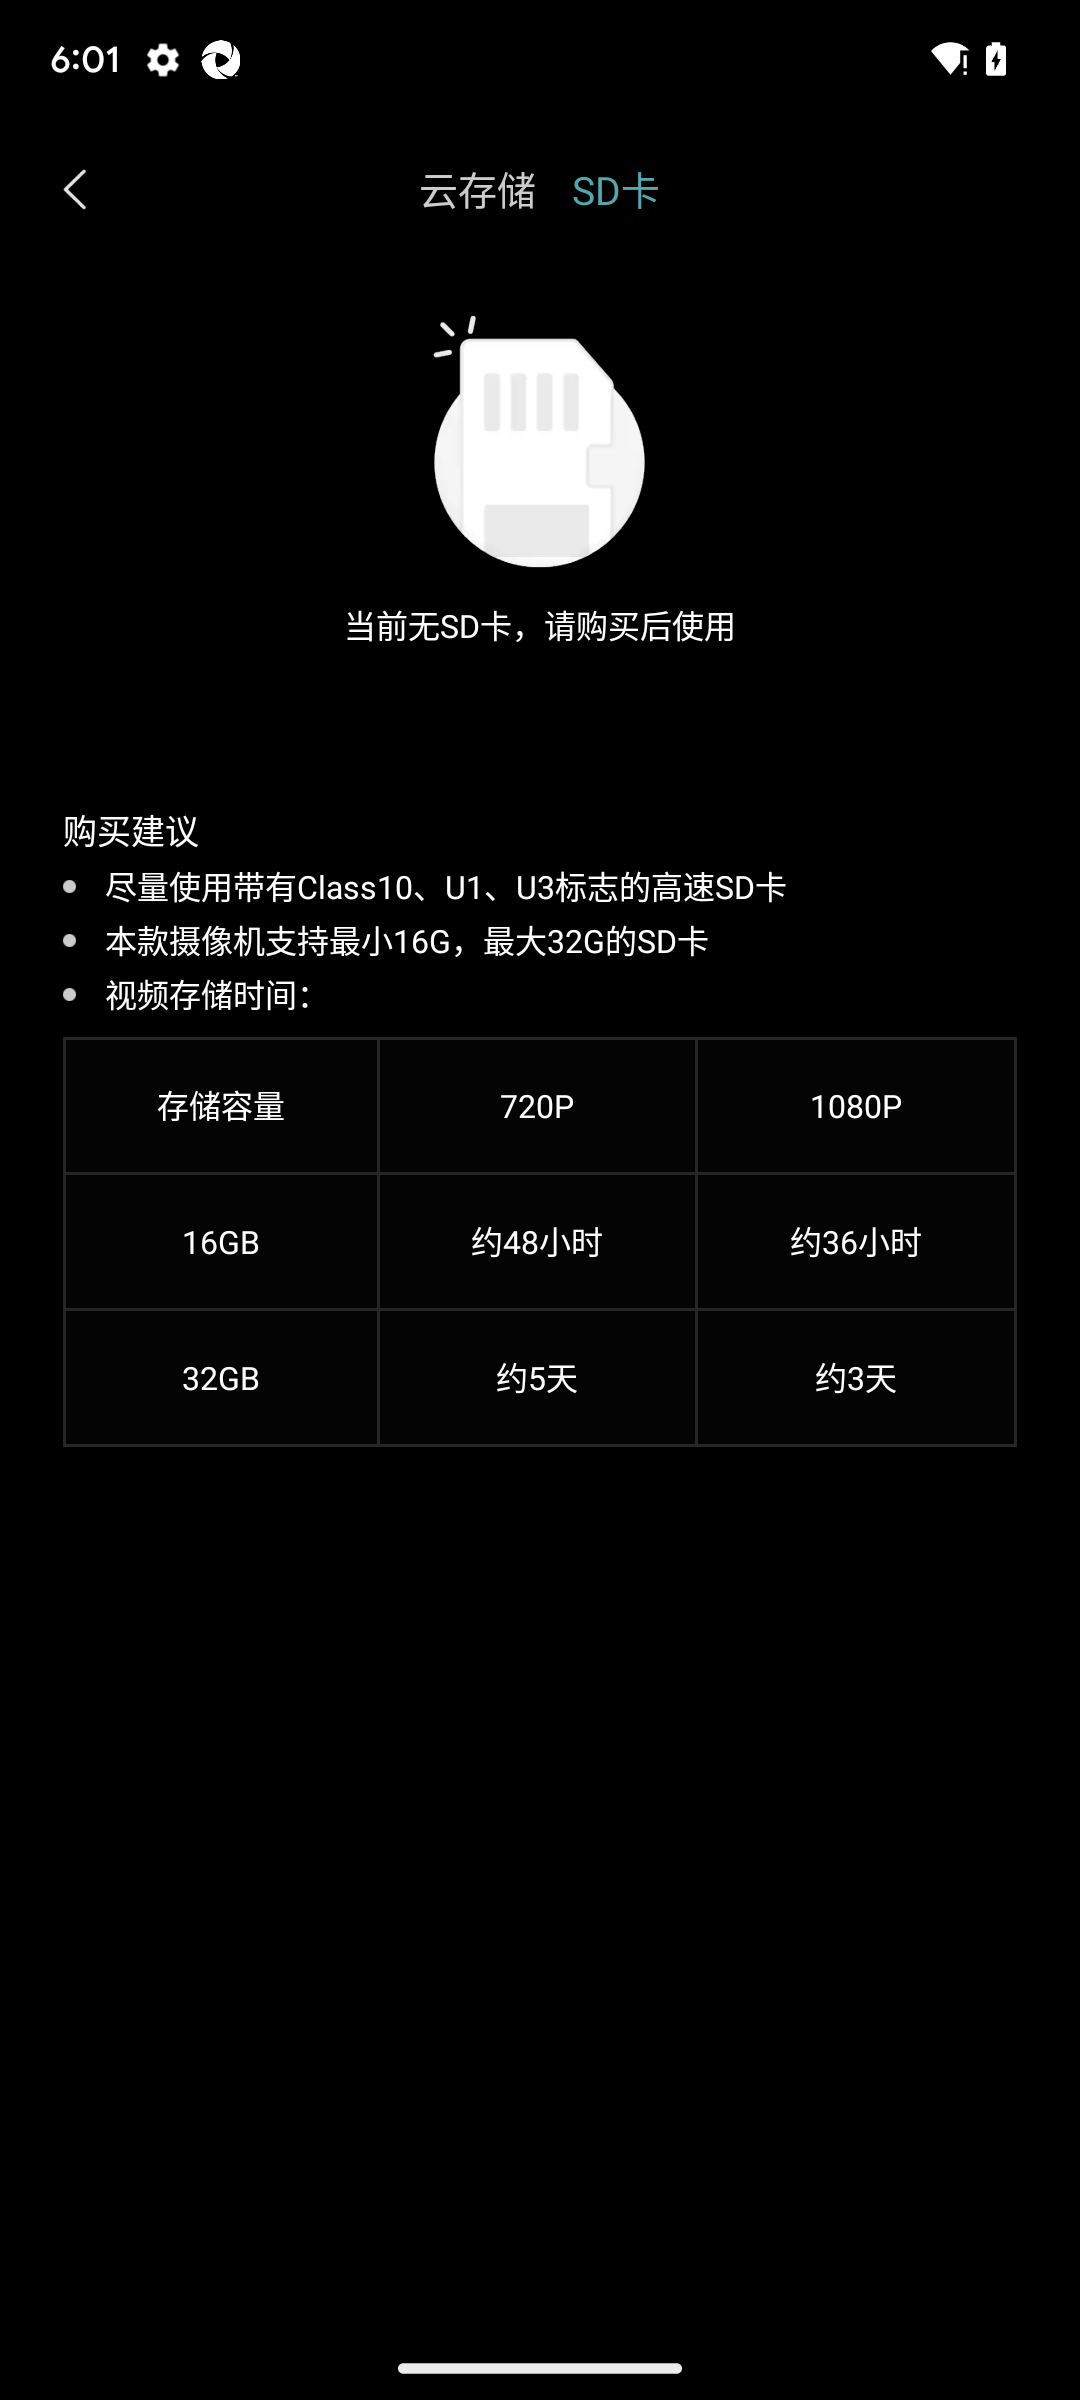 6:01
云存储 SD卡
当前无SD卡，请购买后使用
购买建议
尽量使用带有Class10、U1、U3标志的高速SD卡
本款摄像机支持最小16G，最大32G的SD卡
视频存储时间：
存储容量 720P 1080P
16GB 约48小时 约36小时
32GB 约5天 约3天